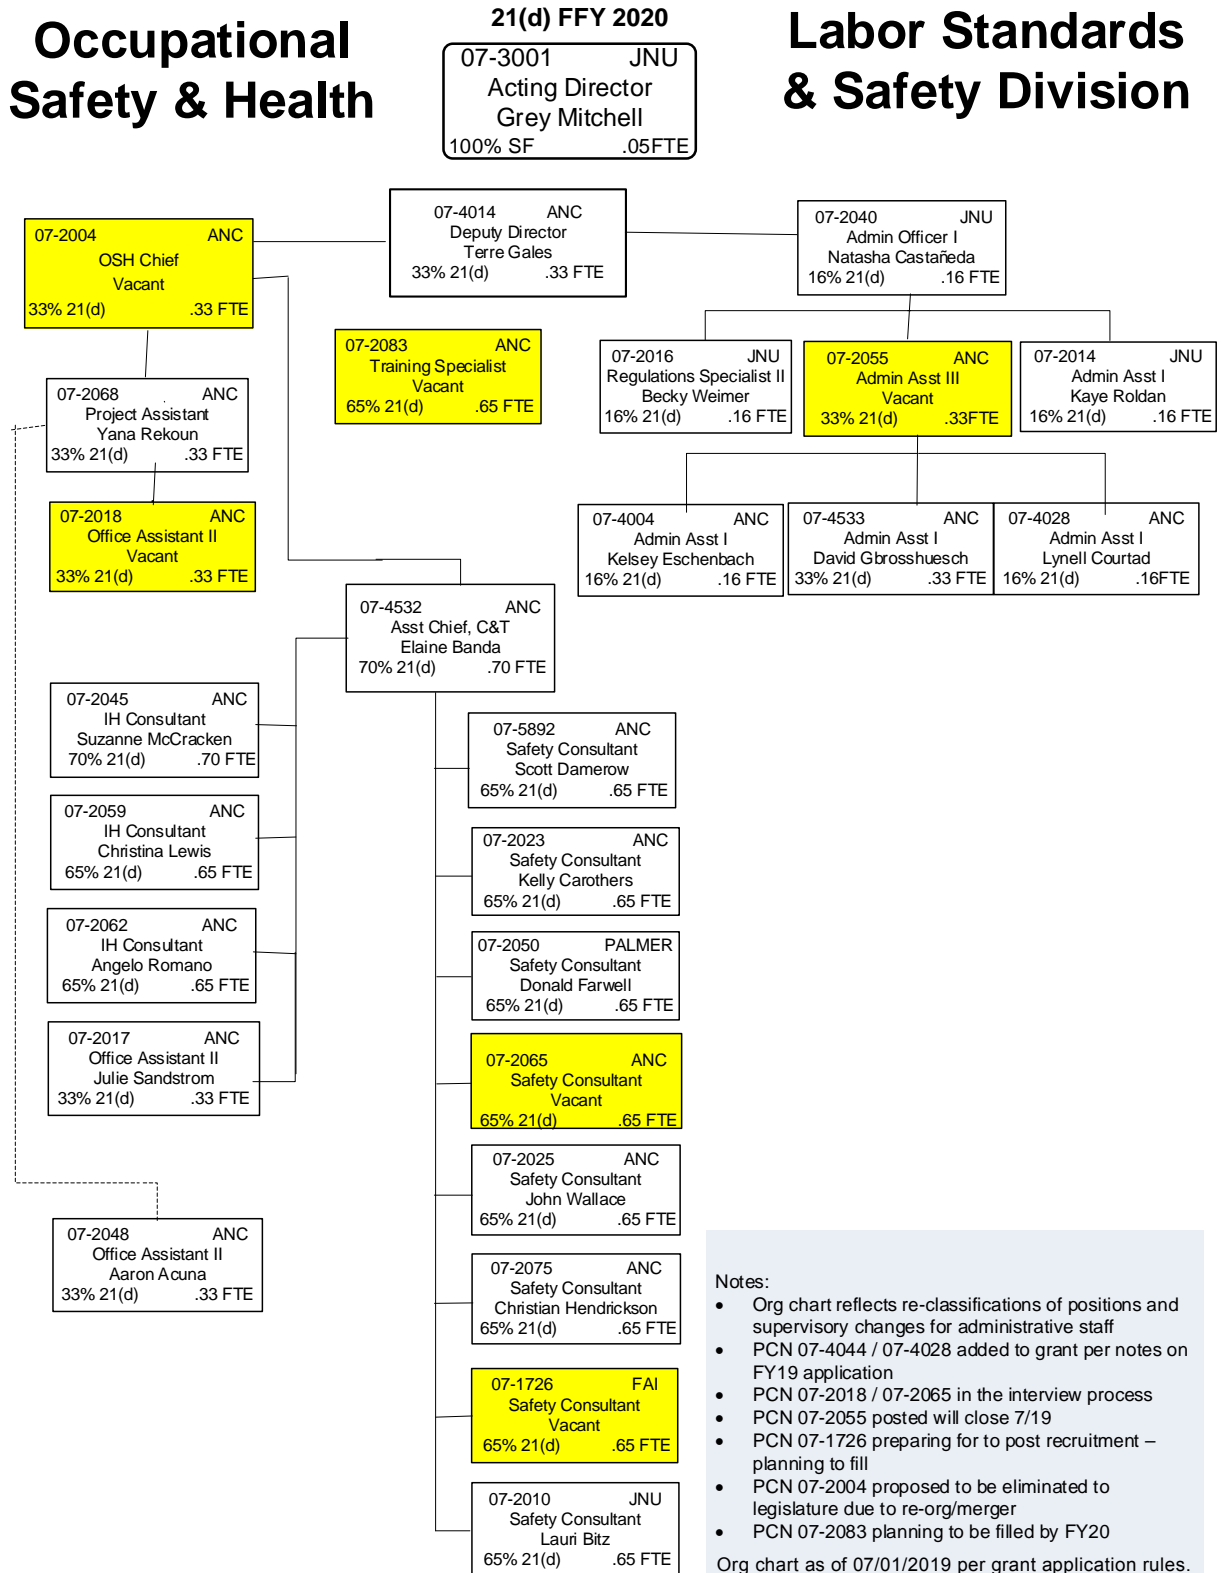 21(d) FFY 2020
Occupational
Safety & Health
07-3001 JNU
Acting Director
Grey Mitchell
100% SF .05FTE
Labor Standards
& Safety Division
07-2004 ANC
OSH Chief
Vacant
33% 21(d) .33 FTE
07-4014 ANC
Deputy Director
Terre Gales
33% 21(d) .33 FTE
07-2040 JNU
Admin Officer I
Natasha Castañeda
16% 21(d) .16 FTE
07-2083 ANC
Training Specialist
Vacant
65% 21(d) .65 FTE
07-2016 JNU
Regulations Specialist II
Becky Weimer
16% 21(d) .16 FTE
07-2055 ANC
Admin Asst III
Vacant
33% 21(d) .33FTE
07-2014 JNU
Admin Asst I
Kaye Roldan
16% 21(d) .16 FTE
07-2068 ANC
Project Assistant
Yana Rekoun
33% 21(d) .33 FTE
07-2018 ANC
Office Assistant II
Vacant
33% 21(d) .33 FTE
07-4004 ANC
Admin Asst I
Kelsey Eschenbach
16% 21(d) .16 FTE
07-4533 ANC
Admin Asst I
David Gbrosshuesch
33% 21(d) .33 FTE
07-4028 ANC
Admin Asst I
Lynell Courtad
16% 21(d) .16FTE
07-4532 ANC
Asst Chief, C&T
Elaine Banda
70% 21(d) .70 FTE
07-2045 ANC
IH Consultant
Suzanne McCracken
70% 21(d) .70 FTE
07-2059 ANC
IH Consultant
Christina Lewis
65% 21(d) .65 FTE
07-2062 ANC
IH Consultant
Angelo Romano
65% 21(d) .65 FTE
07-2017 ANC
Office Assistant II
Julie Sandstrom
33% 21(d) .33 FTE
07-2048 ANC
Office Assistant II
Aaron Acuna
33% 21(d) .33 FTE
07-5892 ANC
Safety Consultant
Scott Damerow
65% 21(d) .65 FTE
07-2023 ANC
Safety Consultant
Kelly Carothers
65% 21(d) .65 FTE
07-2050 PALMER
Safety Consultant
Donald Farwell
65% 21(d) .65 FTE
07-2065 ANC
Safety Consultant
Vacant
65% 21(d) .65 FTE
07-2025 ANC
Safety Consultant
John Wallace
65% 21(d) .65 FTE
07-2075 ANC
Safety Consultant
Christian Hendrickson
65% 21(d) .65 FTE
07-1726 FAI
Safety Consultant
Vacant
65% 21(d) .65 FTE
07-2010 JNU
Safety Consultant
Lauri Bitz
65% 21(d) .65 FTE
Notes:
• Org chart reflects re-classifications of positions and
supervisory changes for administrative staff
• PCN 07-4044 / 07-4028 added to grant per notes on
FY19 application
• PCN 07-2018 / 07-2065 in the interview process
• PCN 07-2055 posted will close 7/19
• PCN 07-1726 preparing for to post recruitment –
planning to fill
• PCN 07-2004 proposed to be eliminated to
legislature due to re-org/merger
• PCN 07-2083 planning to be filled by FY20
Org chart as of 07/01/2019 per grant application rules.